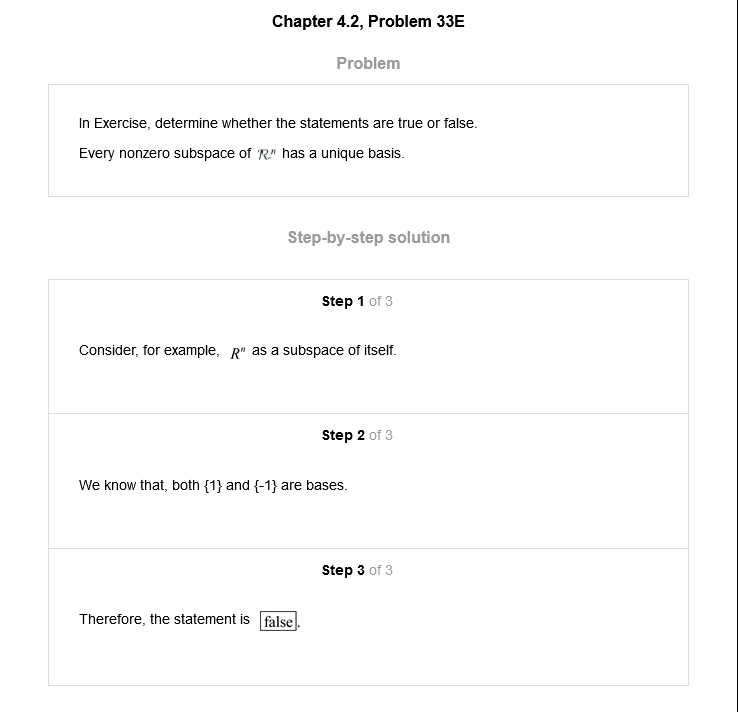 Chapter 4.2, Problem 33E
Problem
In Exercise, determine whether the statements are true or false.
Every nonzero subspace of 𝓡ⁿ has a unique basis.
Step-by-step solution
Step 1 of 3
Consider, for example, Rⁿ as a subspace of itself.
Step 2 of 3
We know that, both {1} and {-1} are bases.
Step 3 of 3
Therefore, the statement is false.